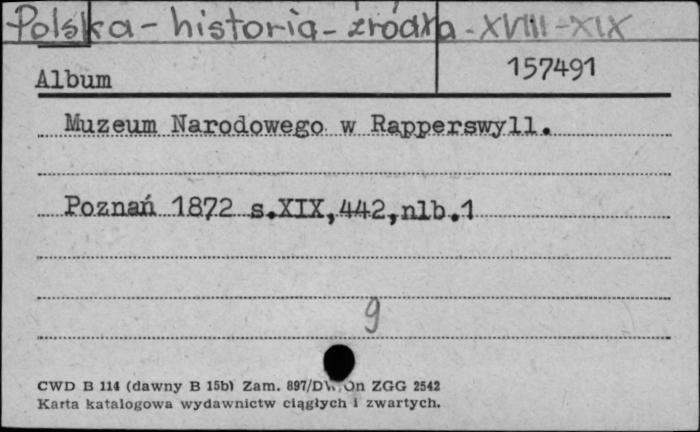 Polska - historia - źródła - XVIII - XIX
157491
Album
Muzeum Narodowego w Rapperswyll.
Poznań 1872 s.XIX,442,nlb.1
9
CWD B 114 (dawny B 15b) Zam. 897/DW/On ZGG 2542
Karta katalogowa wydawnictw ciągłych i zwartych.